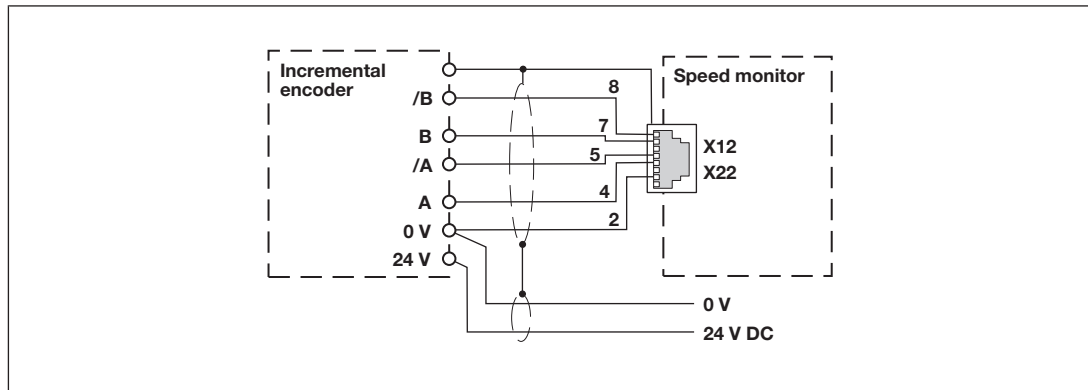 Incremental
encoder
Speed monitor
/B
8
B
7
X12
/A
5
X22
A
4
0 V
2
24 V
0 V
24 V DC